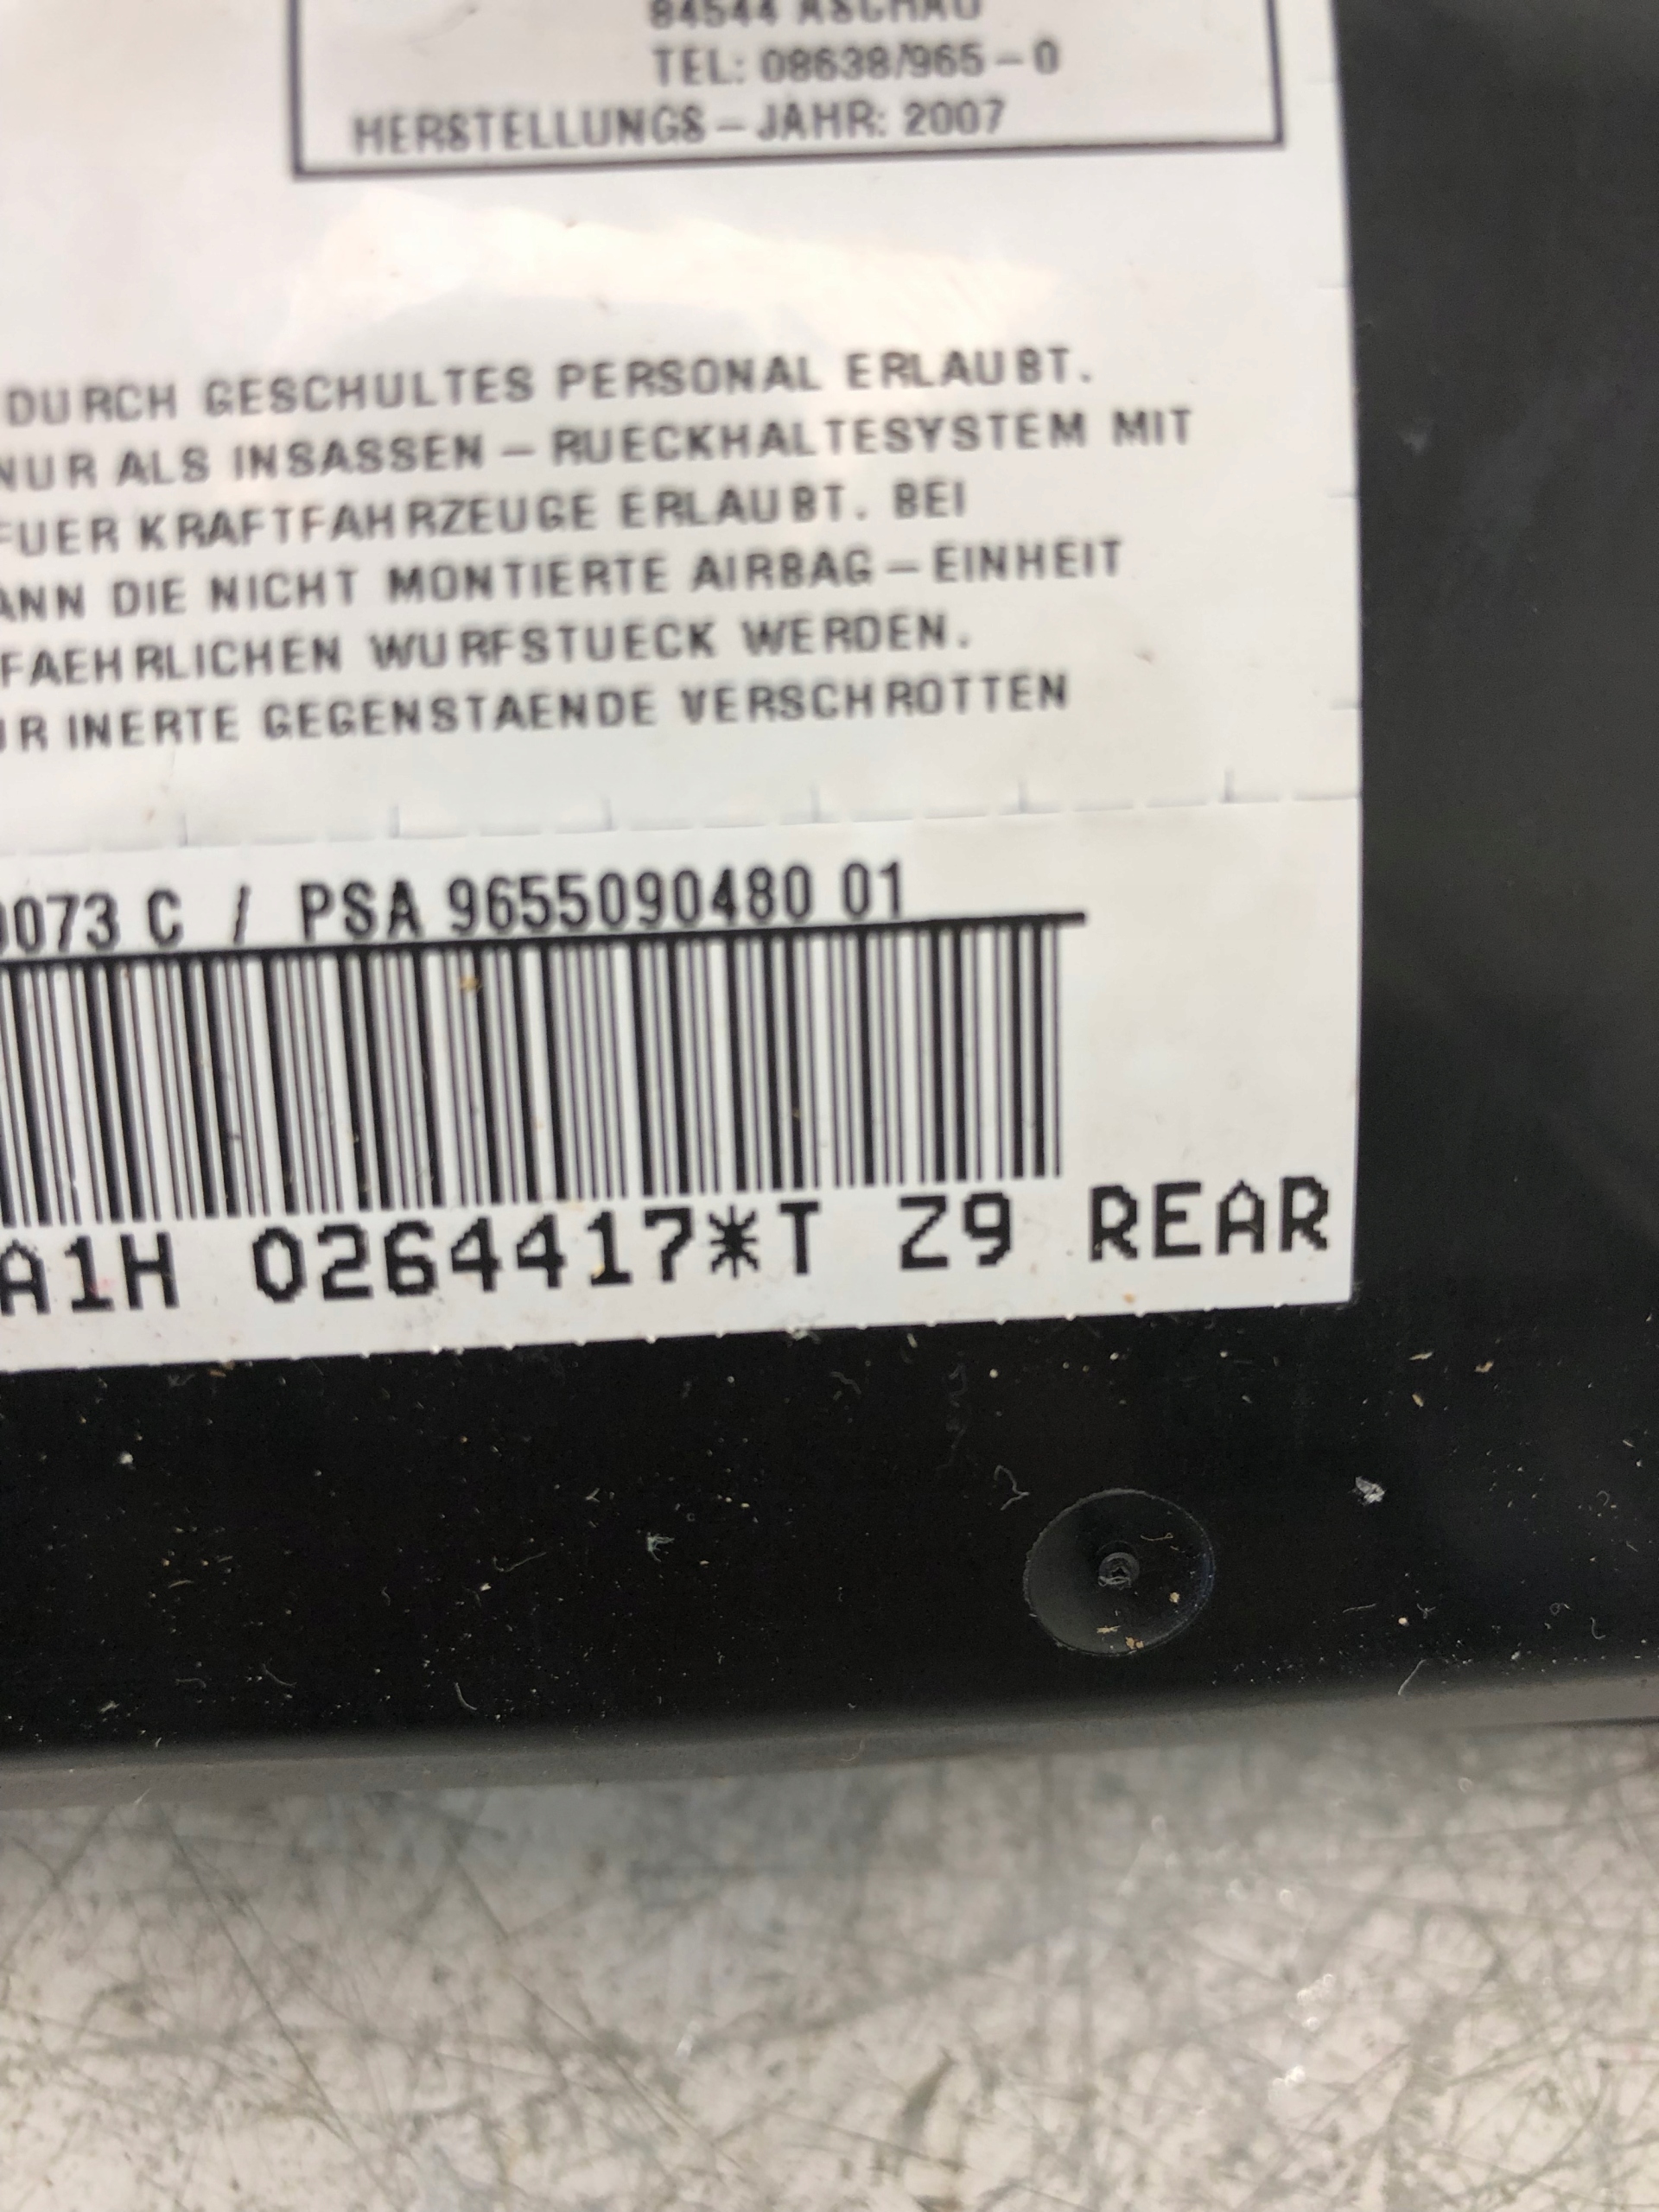 84544 ASCHAU
TEL: 08638/965-0
HERSTELLUNGS-JAHR: 2007
DURCH GESCHULTES PERSONAL ERLAUBT.
NUR ALS INSASSEN-RUECKHALTESYSTEM MIT
FUER KRAFTFAHRZEUGE ERLAUBT. BEI
ANN DIE NICHT MONTIERTE AIRBAG-EINHEIT
FAEHRLICHEN WURFSTUECK WERDEN.
UR INERTE GEGENSTAENDE VERSCHROTTEN
0073 C / PSA 9655090480 01
A1H 0264417*T Z9 REAR